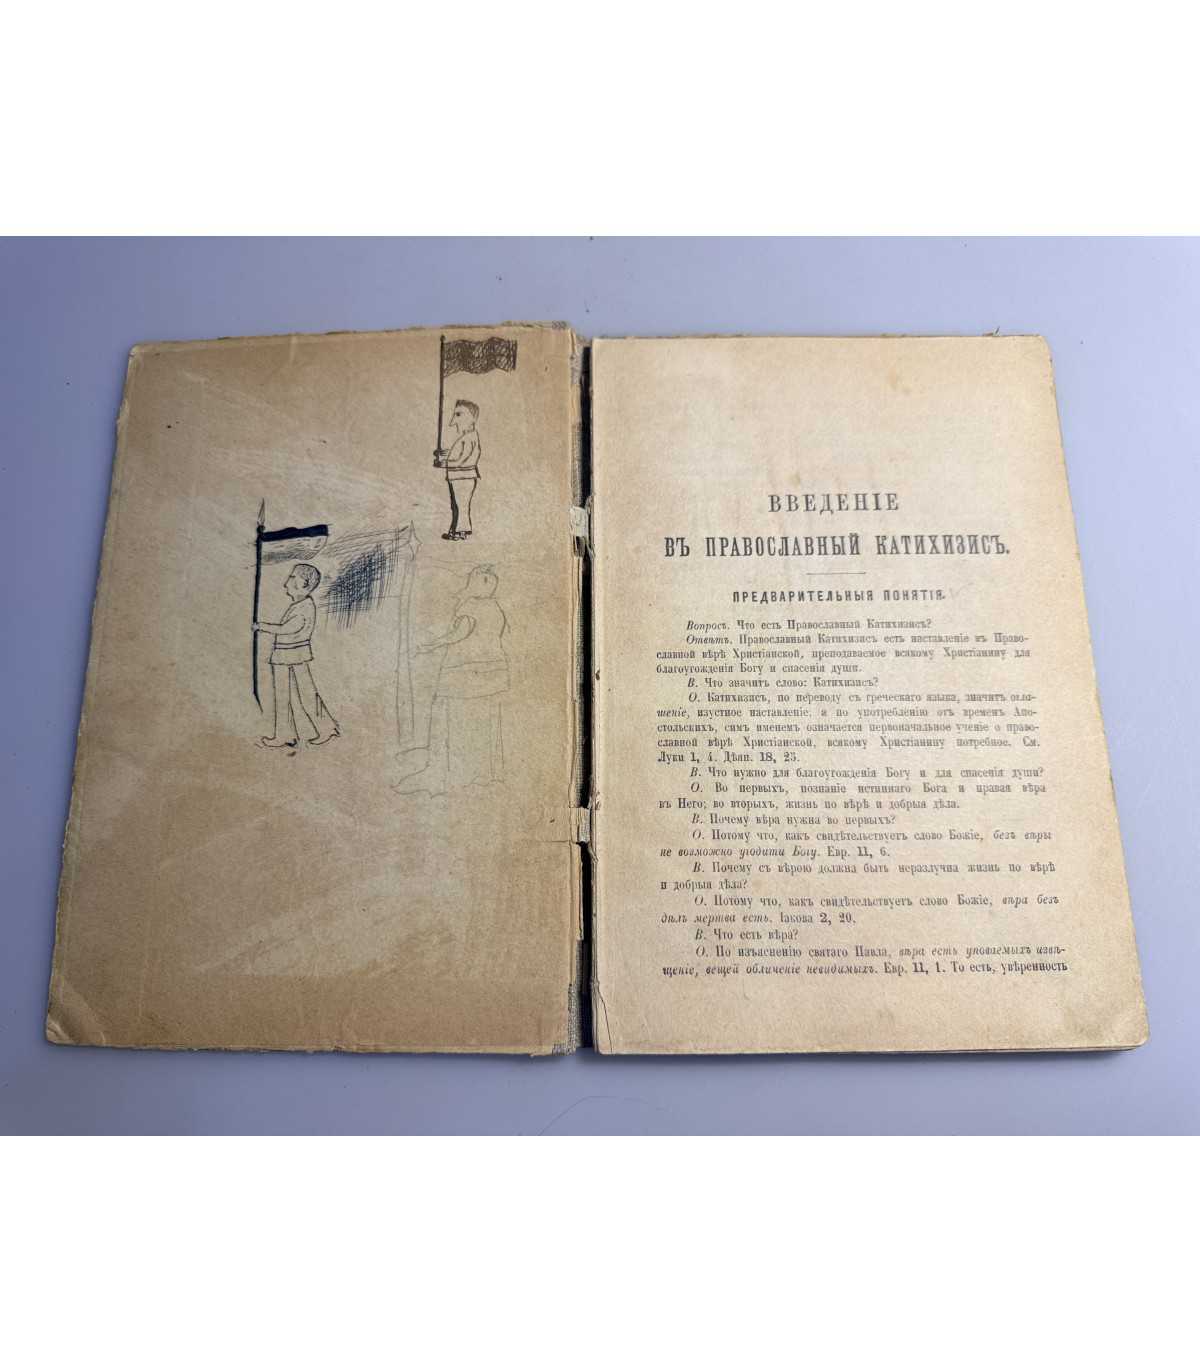 ВВЕДЕНІЕ
ВЪ ПРАВОСЛАВНЫЙ КАТИХИЗИСЪ.
ПРЕДВАРИТЕЛЬНЫЯ ПОНЯТІЯ.
Вопросъ. Что есть Православный Катихизисъ?
Отвѣтъ. Православный Катихизисъ есть наставленіе въ Право-
славной вѣрѣ Христіанской, преподаваемое всякому Христіанину для
благоугожденія Богу и спасенія души.
В. Что значитъ слово: Катихизисъ?
О. Катихизисъ, по переводу съ греческаго языка, значитъ огла-
шеніе, изустное наставленіе; а по употребленію отъ временъ Апо-
стольскихъ, симъ именемъ означается первоначальное ученіе о право-
славной вѣрѣ Христіанской, всякому Христіанину потребное. См.
Луки 1, 4. Дѣян. 18, 25.
В. Что нужно для благоугожденія Богу и для спасенія души?
О. Во первыхъ, познаніе истиннаго Бога и правая вѣра
въ Него; во вторыхъ, жизнь по вѣрѣ и добрыя дѣла.
В. Почему вѣра нужна во первыхъ?
О. Потому что, какъ свидѣтельствуетъ слово Божіе, безъ вѣры
не возможно угодити Богу. Евр. 11, 6.
В. Почему съ вѣрою должна быть неразлучна жизнь по вѣрѣ
и добрыя дѣла?
О. Потому что, какъ свидѣтельствуетъ слово Божіе, вѣра безъ
дѣлъ мертва есть. Іакова 2, 20.
В. Что есть вѣра?
О. По изъясненію святаго Павла, вѣра есть уповаемыхъ извѣ-
щеніе, вещей обличеніе невидимыхъ. Евр. 11, 1. То есть, увѣренность